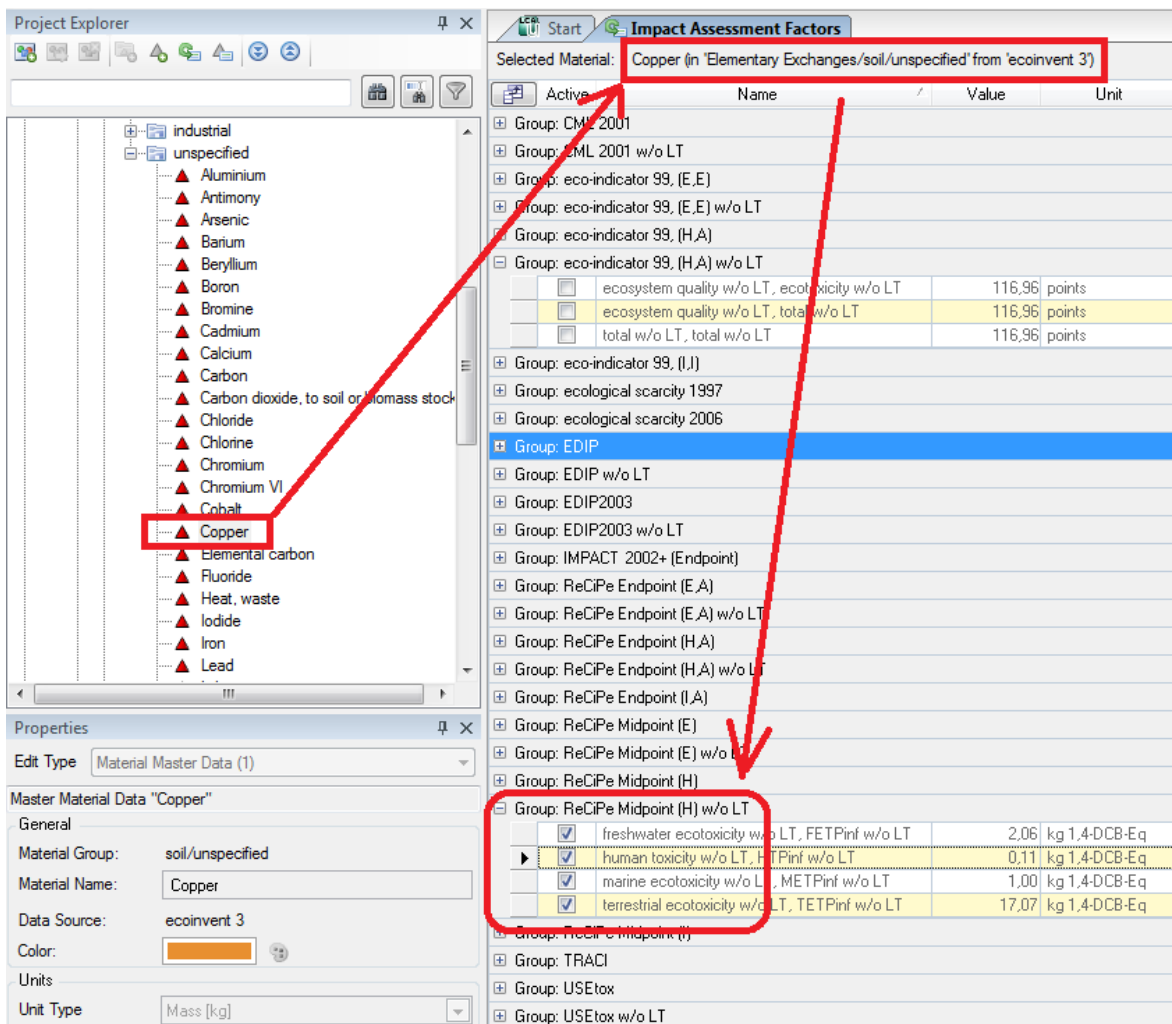 Project Explorer
industrial
unspecified
Aluminium
Antimony
Arsenic
Barium
Beryllium
Boron
Bromine
Cadmium
Calcium
Carbon
Carbon dioxide, to soil or biomass stock
Chloride
Chlorine
Chromium
Chromium VI
Cobalt
Copper
Elemental carbon
Fluoride
Heat, waste
Iodide
Iron
Lead
Properties
Edit Type Material Master Data (1)
Master Material Data "Copper"
General
Material Group: soil/unspecified
Material Name: Copper
Data Source: ecoinvent 3
Color:
Units
Unit Type Mass [kg]
Start Impact Assessment Factors
Selected Material: Copper (in 'Elementary Exchanges/soil/unspecified' from 'ecoinvent 3')
Active Name Value Unit
Group: CML 2001
Group: CML 2001 w/o LT
Group: eco-indicator 99, (E,E)
Group: eco-indicator 99, (E,E) w/o LT
Group: eco-indicator 99, (H,A)
Group: eco-indicator 99, (H,A) w/o LT
ecosystem quality w/o LT, ecotoxicity w/o LT 116,96 points
ecosystem quality w/o LT, total w/o LT 116,96 points
total w/o LT, total w/o LT 116,96 points
Group: eco-indicator 99, (I,I)
Group: ecological scarcity 1997
Group: ecological scarcity 2006
Group: EDIP
Group: EDIP w/o LT
Group: EDIP2003
Group: EDIP2003 w/o LT
Group: IMPACT 2002+ (Endpoint)
Group: ReCiPe Endpoint (E,A)
Group: ReCiPe Endpoint (E,A) w/o LT
Group: ReCiPe Endpoint (H,A)
Group: ReCiPe Endpoint (H,A) w/o LT
Group: ReCiPe Endpoint (I,A)
Group: ReCiPe Midpoint (E)
Group: ReCiPe Midpoint (E) w/o LT
Group: ReCiPe Midpoint (H)
Group: ReCiPe Midpoint (H) w/o LT
freshwater ecotoxicity w/o LT, FETPinf w/o LT 2,06 kg 1,4-DCB-Eq
human toxicity w/o LT, HTPinf w/o LT 0,11 kg 1,4-DCB-Eq
marine ecotoxicity w/o LT, METPinf w/o LT 1,00 kg 1,4-DCB-Eq
terrestrial ecotoxicity w/o LT, TETPinf w/o LT 17,07 kg 1,4-DCB-Eq
Group: ReCiPe Midpoint (I)
Group: TRACI
Group: USEtox
Group: USEtox w/o LT